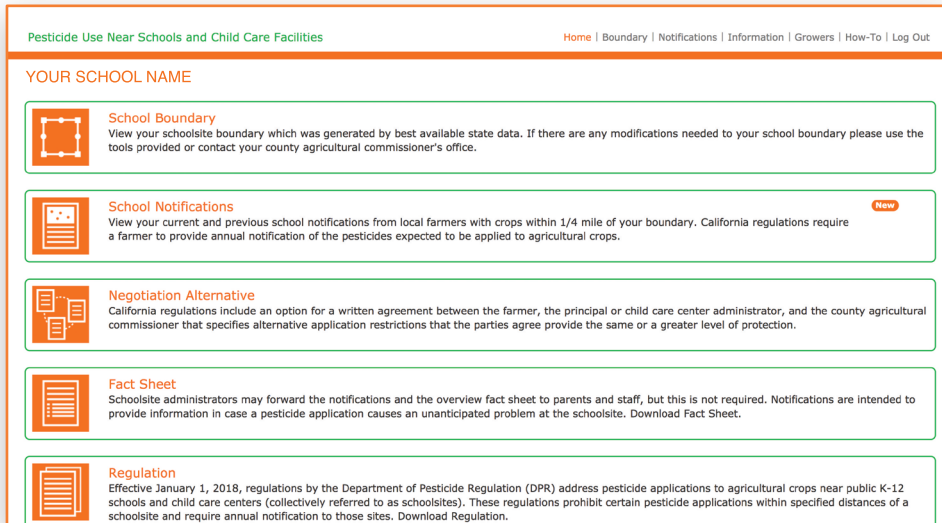 Pesticide Use Near Schools and Child Care Facilities
Home | Boundary | Notifications | Information | Growers | How-To | Log Out
YOUR SCHOOL NAME
School Boundary
View your schoolsite boundary which was generated by best available state data. If there are any modifications needed to your school boundary please use the
tools provided or contact your county agricultural commissioner's office.
School Notifications
New
View your current and previous school notifications from local farmers with crops within 1/4 mile of your boundary. California regulations require
a farmer to provide annual notification of the pesticides expected to be applied to agricultural crops.
Negotiation Alternative
California regulations include an option for a written agreement between the farmer, the principal or child care center administrator, and the county agricultural
commissioner that specifies alternative application restrictions that the parties agree provide the same or a greater level of protection.
Fact Sheet
Schoolsite administrators may forward the notifications and the overview fact sheet to parents and staff, but this is not required. Notifications are intended to
provide information in case a pesticide application causes an unanticipated problem at the schoolsite. Download Fact Sheet.
Regulation
Effective January 1, 2018, regulations by the Department of Pesticide Regulation (DPR) address pesticide applications to agricultural crops near public K-12
schools and child care centers (collectively referred to as schoolsites). These regulations prohibit certain pesticide applications within specified distances of a
schoolsite and require annual notification to those sites. Download Regulation.